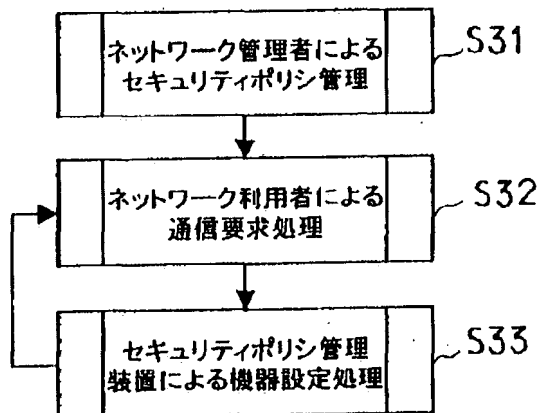 ネットワーク管理者による
セキュリティポリシ管理
S31
ネットワーク利用者による
通信要求処理
S32
セキュリティポリシ管理
装置による機器設定処理
S33